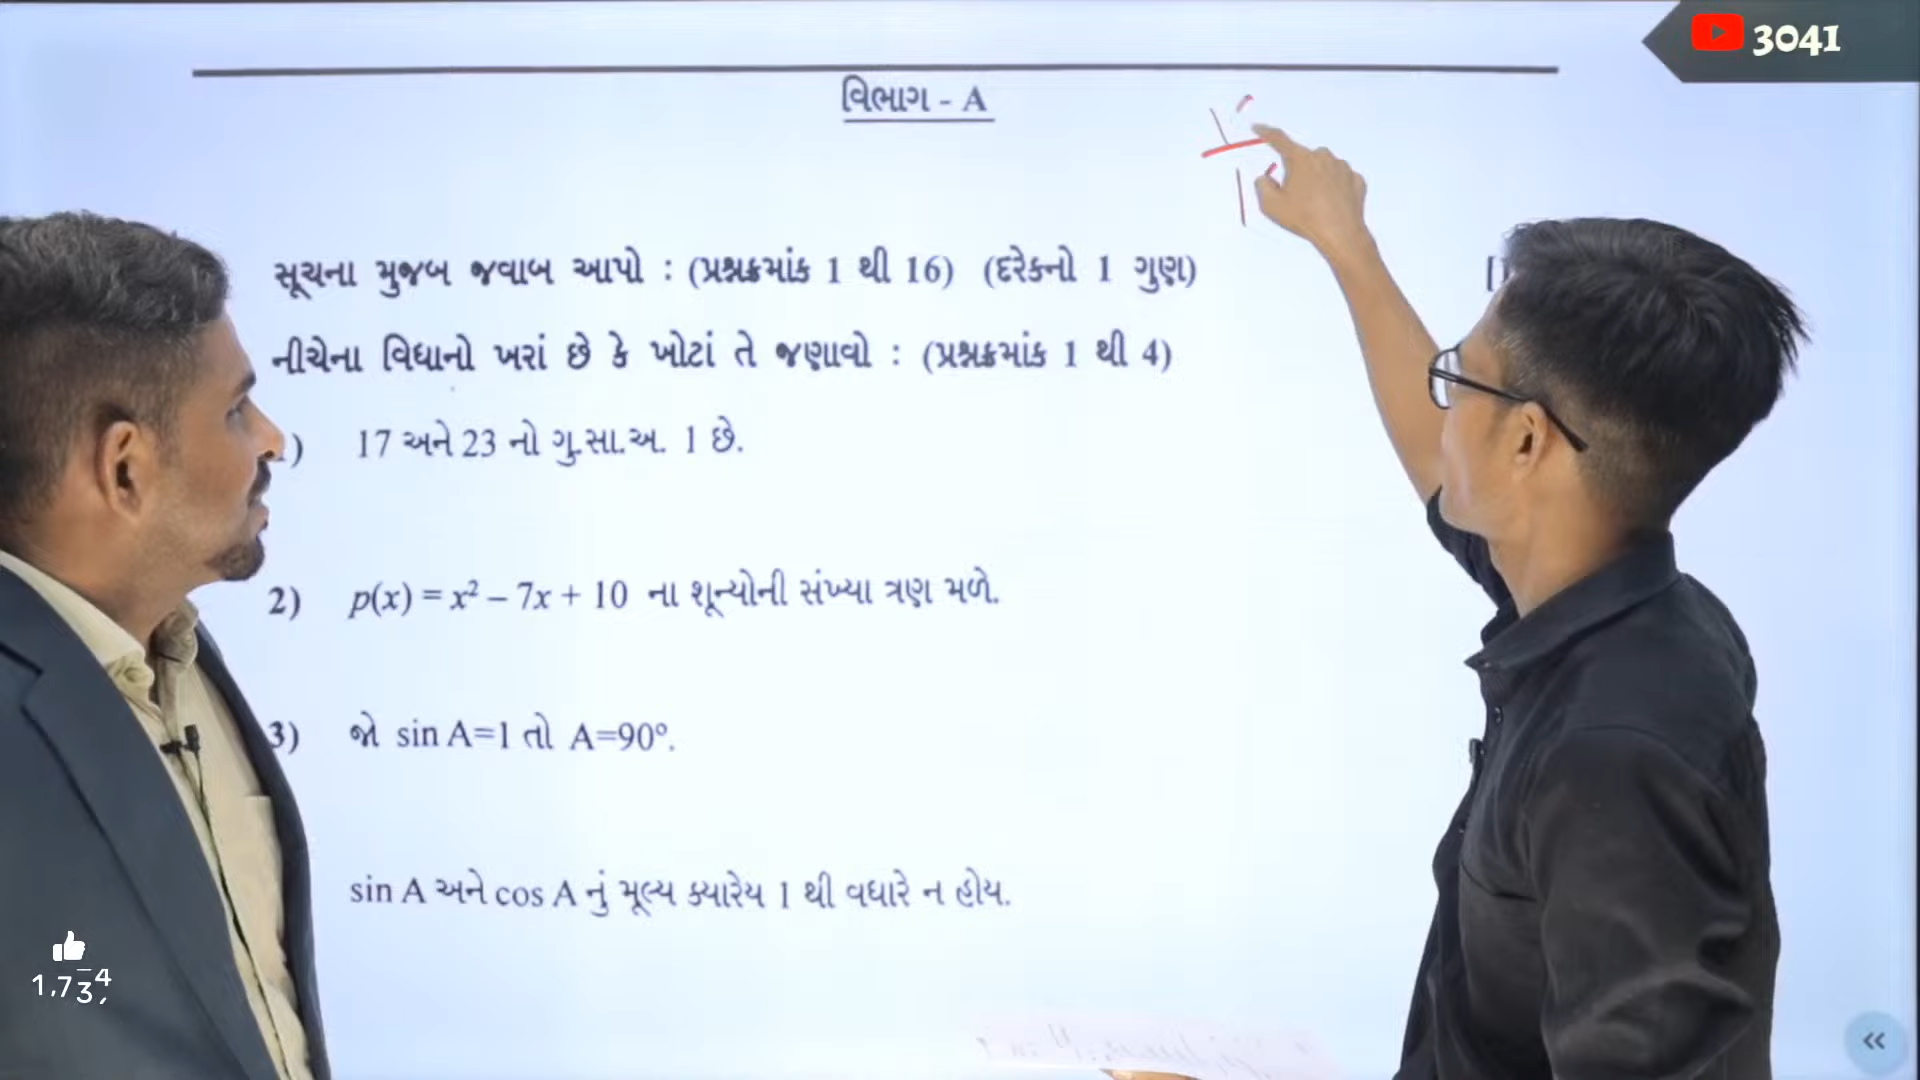 3041
વિભાગ - A
સૂચના મુજબ જવાબ આપો : (પ્રશ્નક્રમાંક 1 થી 16) (દરેકનો 1 ગુણ)
નીચેના વિધાનો ખરાં છે કે ખોટાં તે જણાવો : (પ્રશ્નક્રમાંક 1 થી 4)
) 17 અને 23 નો ગુ.સા.અ. 1 છે.
2) p(x) = x² – 7x + 10 ના શૂન્યોની સંખ્યા ત્રણ મળે.
3) જો sin A=1 તો A=90°.
sin A અને cos A નું મૂલ્ય ક્યારેય 1 થી વધારે ન હોય.